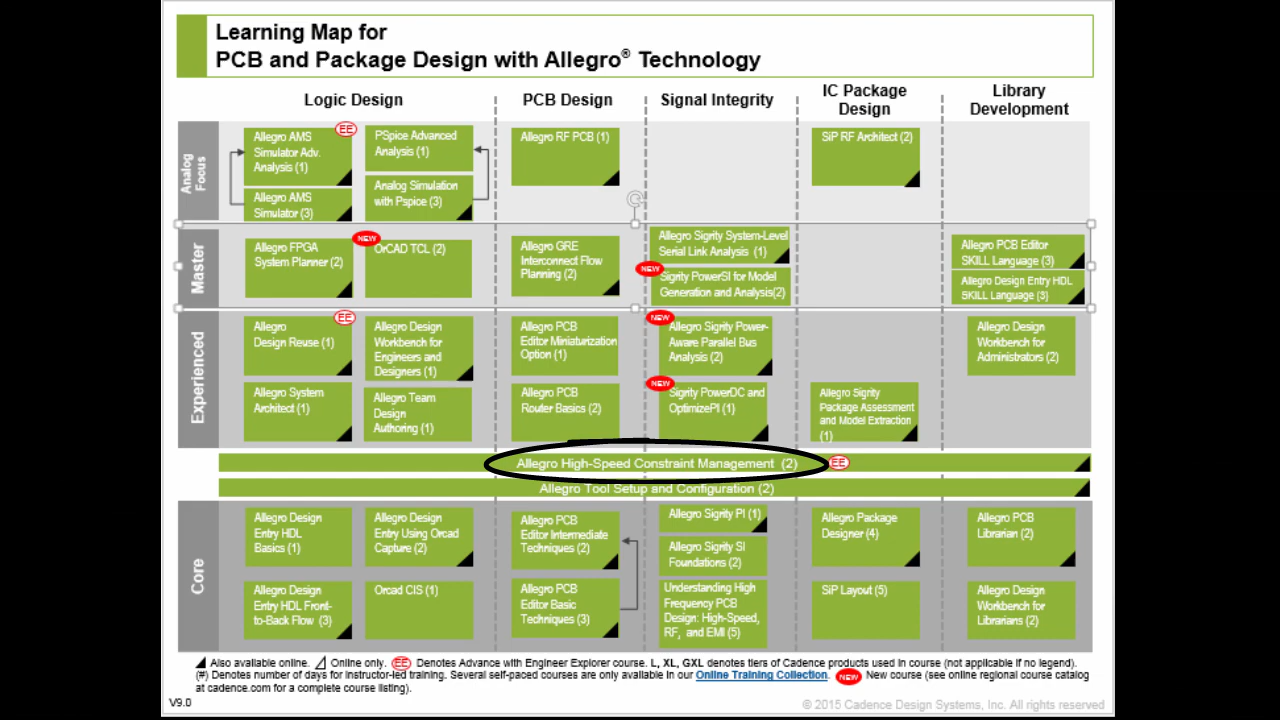 Learning Map for
PCB and Package Design with Allegro® Technology
Logic Design
PCB Design
Signal Integrity
IC Package
Design
Library
Development
Analog
Focus
Allegro AMS
Simulator Adv.
Analysis (1)
EE
PSpice Advanced
Analysis (1)
Allegro AMS
Simulator (3)
Analog Simulation
with Pspice (3)
Allegro RF PCB (1)
SiP RF Architect (2)
Master
Allegro FPGA
System Planner (2)
NEW
OrCAD TCL (2)
Allegro GRE
Interconnect Flow
Planning (2)
Allegro Sigrity System-Level
Serial Link Analysis (1)
NEW
Sigrity PowerSI for Model
Generation and Analysis(2)
Allegro PCB Editor
SKILL Language (3)
Allegro Design Entry HDL
SKILL Language (3)
Experienced
Allegro
Design Reuse (1)
EE
Allegro Design
Workbench for
Engineers and
Designers (1)
Allegro System
Architect (1)
Allegro Team
Design
Authoring (1)
Allegro PCB
Editor Miniaturization
Option (1)
Allegro PCB
Router Basics (2)
NEW
Allegro Sigrity Power-
Aware Parallel Bus
Analysis (2)
NEW
Sigrity PowerDC and
OptimizePI (1)
Allegro Sigrity
Package Assessment
and Model Extraction
(1)
Allegro Design
Workbench for
Administrators (2)
Allegro High-Speed Constraint Management (2)
EE
Allegro Tool Setup and Configuration (2)
Core
Allegro Design
Entry HDL
Basics (1)
Allegro Design
Entry Using Orcad
Capture (2)
Allegro Design
Entry HDL Front-
to-Back Flow (3)
Orcad CIS (1)
Allegro PCB
Editor Intermediate
Techniques (2)
Allegro PCB
Editor Basic
Techniques (3)
Allegro Sigrity PI (1)
Allegro Sigrity SI
Foundations (2)
Understanding High
Frequency PCB
Design: High-Speed,
RF, and EMI (5)
Allegro Package
Designer (4)
SiP Layout (5)
Allegro PCB
Librarian (2)
Allegro Design
Workbench for
Librarians (2)
Also available online. Online only. EE Denotes Advance with Engineer Explorer course. L, XL, GXL denotes tiers of Cadence products used in course (not applicable if no legend).
(#) Denotes number of days for instructor-led training. Several self-paced courses are only available in our Online Training Collection. NEW New course (see online regional course catalog
at cadence.com for a complete course listing).
V9.0
© 2015 Cadence Design Systems, Inc. All rights reserved